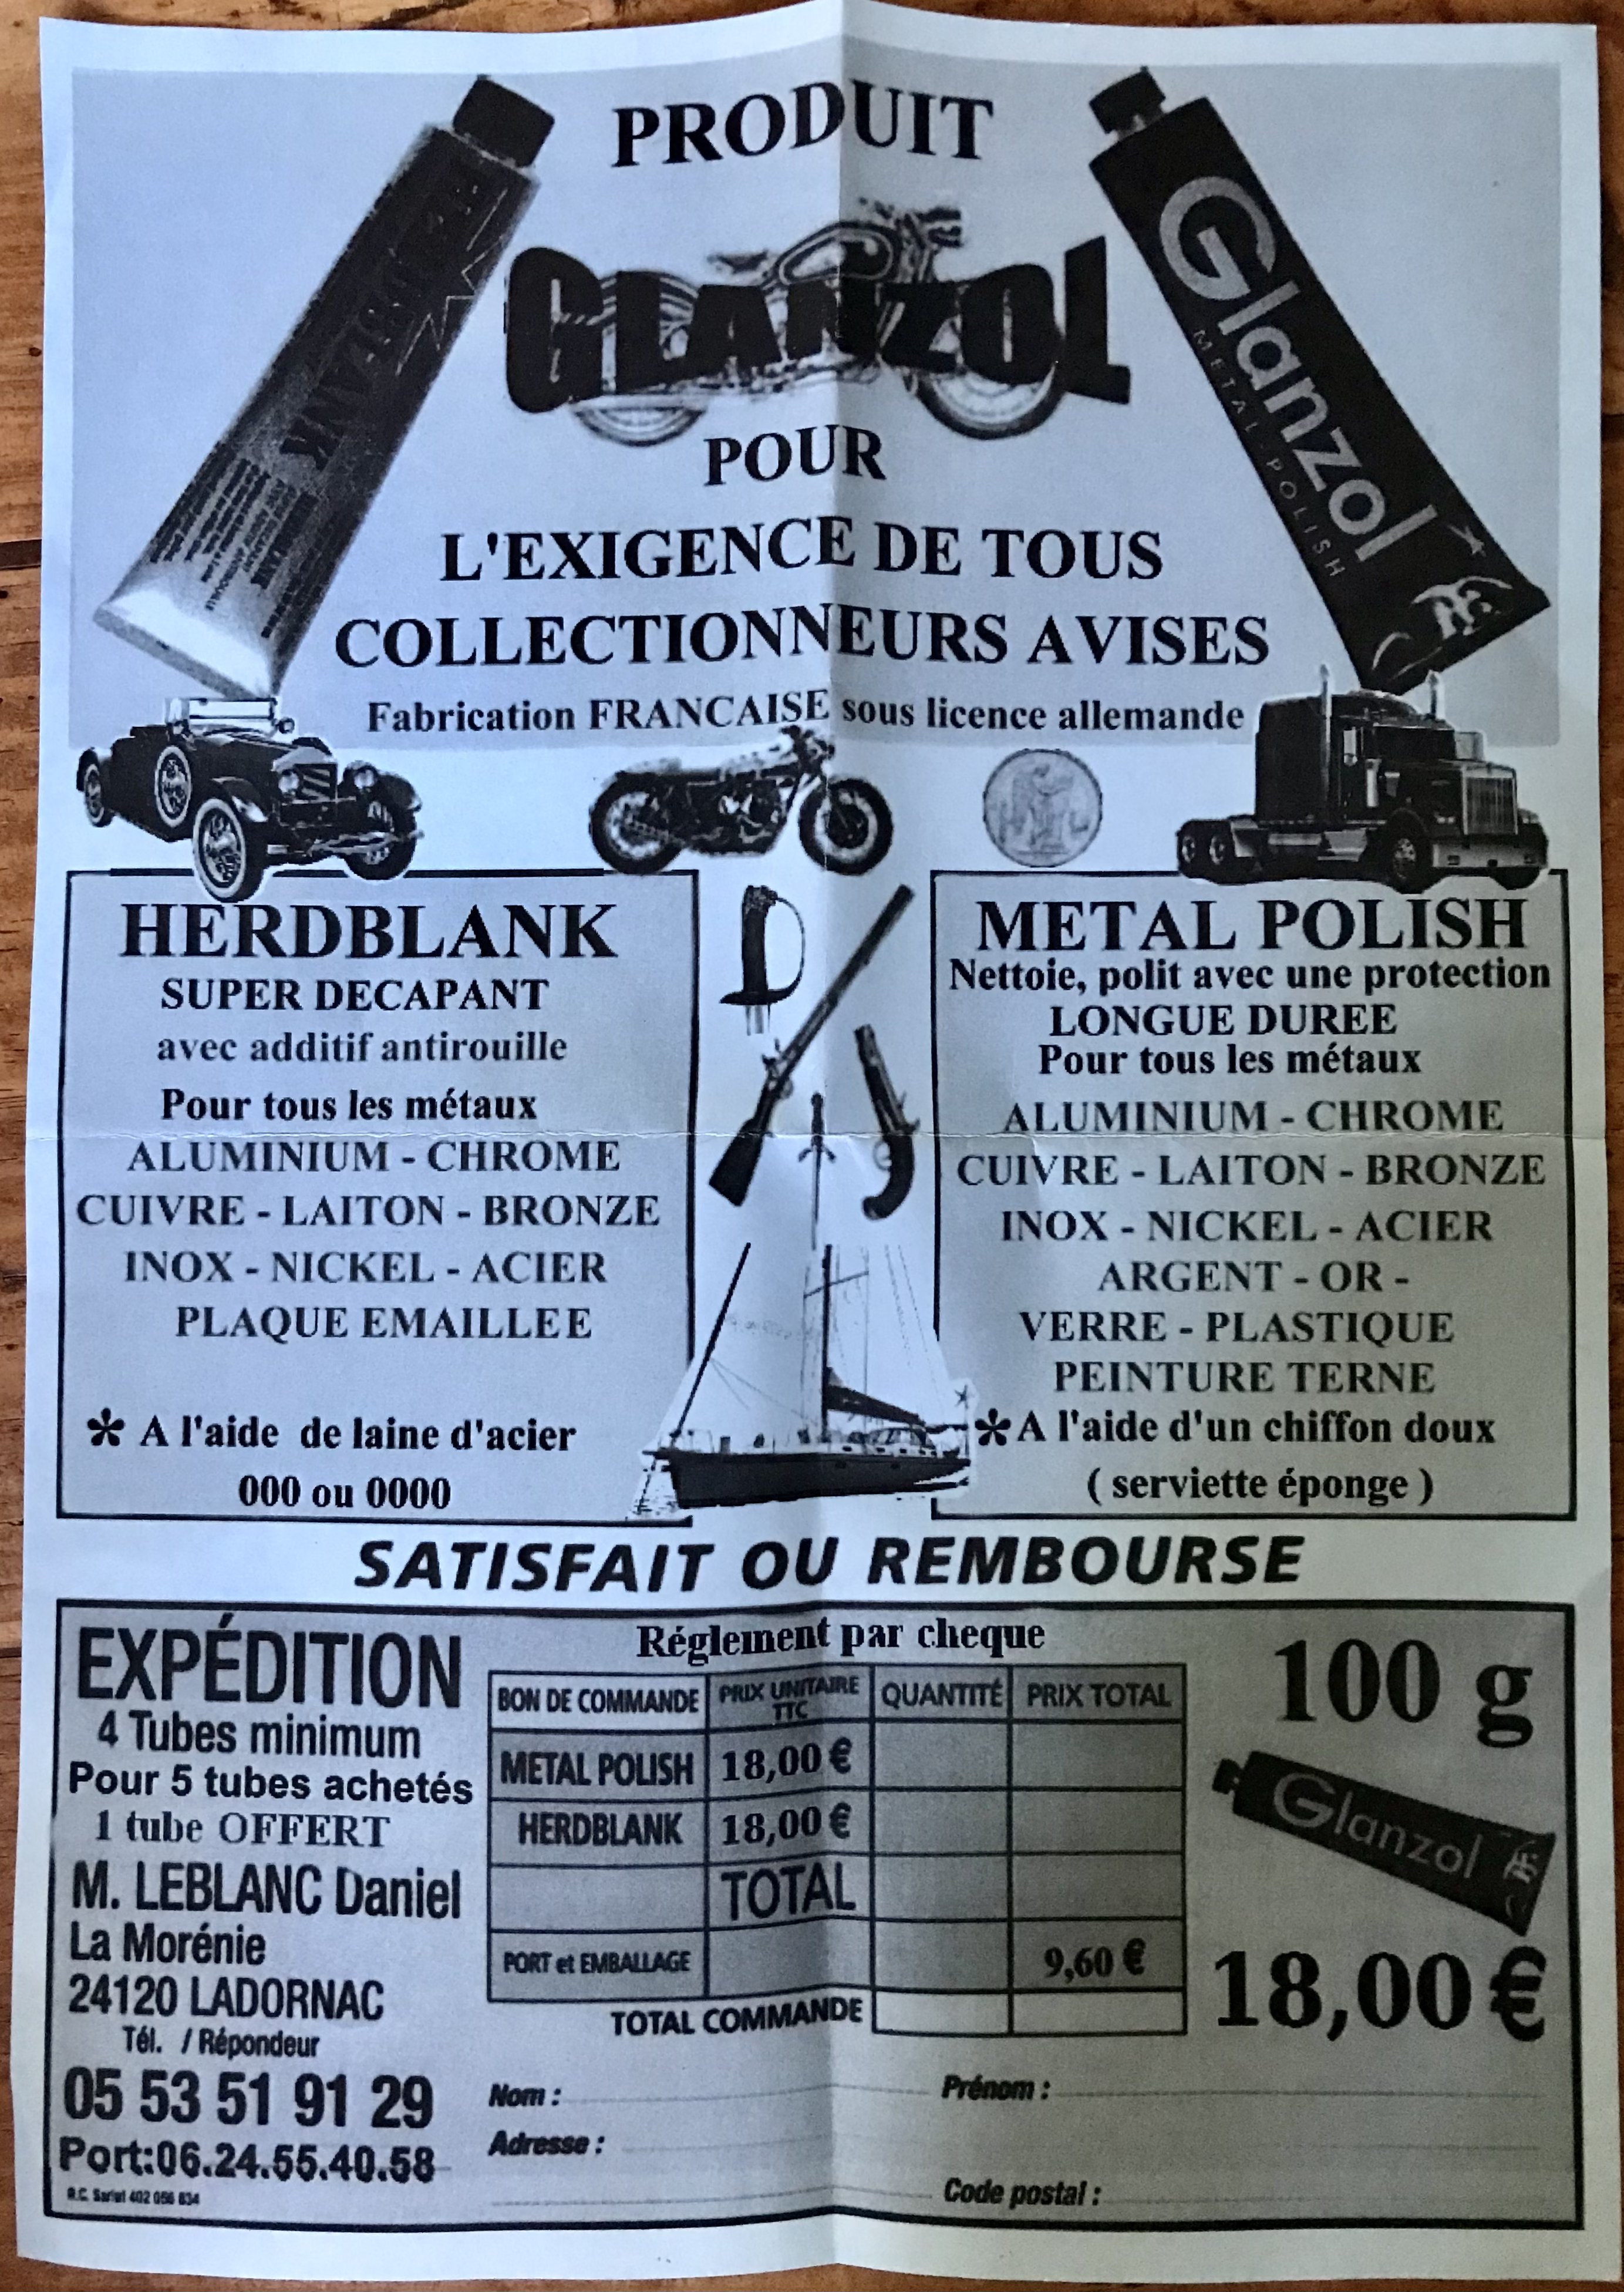 PRODUIT
GLANZOL
HERDBLANK
Glanzol
METAL-POLISH
POUR
L'EXIGENCE DE TOUS
COLLECTIONNEURS AVISES
Fabrication FRANCAISE sous licence allemande
HERDBLANK
SUPER DECAPANT
avec additif antirouille
Pour tous les métaux
ALUMINIUM - CHROME
CUIVRE - LAITON - BRONZE
INOX - NICKEL - ACIER
PLAQUE EMAILLEE
* A l'aide de laine d'acier
000 ou 0000
METAL POLISH
Nettoie, polit avec une protection
LONGUE DUREE
Pour tous les métaux
ALUMINIUM - CHROME
CUIVRE - LAITON - BRONZE
INOX - NICKEL - ACIER
ARGENT - OR -
VERRE - PLASTIQUE
PEINTURE TERNE
* A l'aide d'un chiffon doux
( serviette éponge )
SATISFAIT OU REMBOURSE
EXPÉDITION
4 Tubes minimum
Pour 5 tubes achetés
1 tube OFFERT
M. LEBLANC Daniel
La Morénie
24120 LADORNAC
Tél. / Répondeur
05 53 51 91 29
Port:06.24.55.40.58
R.C. Sarlat 402 056 834
Réglement par cheque
BON DE COMMANDE PRIX UNITAIRE TTC QUANTITÉ PRIX TOTAL
METAL POLISH 18,00 €
HERDBLANK 18,00 €
TOTAL
PORT et EMBALLAGE 9,60 €
TOTAL COMMANDE
Nom :
Prénom :
Adresse :
Code postal :
100 g
Glanzol
18,00 €